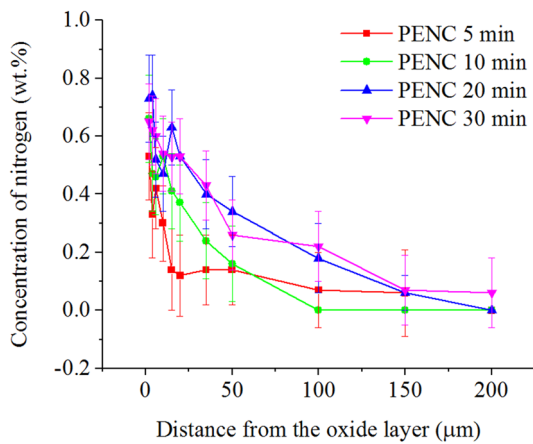 PENC 5 min
PENC 10 min
PENC 20 min
PENC 30 min
Concentration of nitrogen (wt.%)
1.0
0.8
0.6
0.4
0.2
0.0
-0.2
0 50 100 150 200
Distance from the oxide layer (μm)